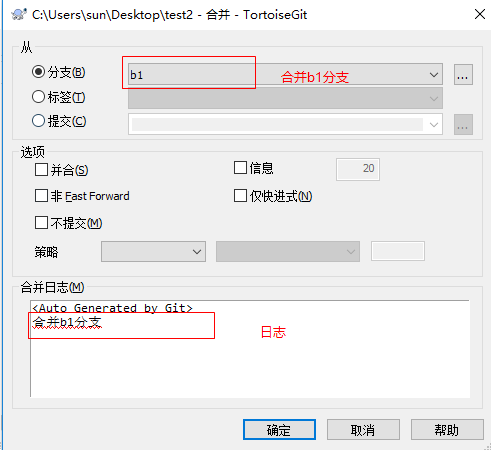 C:\Users\sun\Desktop\test2 - 合并 - TortoiseGit
从
分支(B)
b1
合并b1分支
...
标签(T)
提交(C)
...
选项
并合(S)
信息
20
非 Fast Forward
仅快进式(N)
不提交(M)
策略
合并日志(M)
<Auto Generated by Git>
合并b1分支
日志
确定
取消
帮助